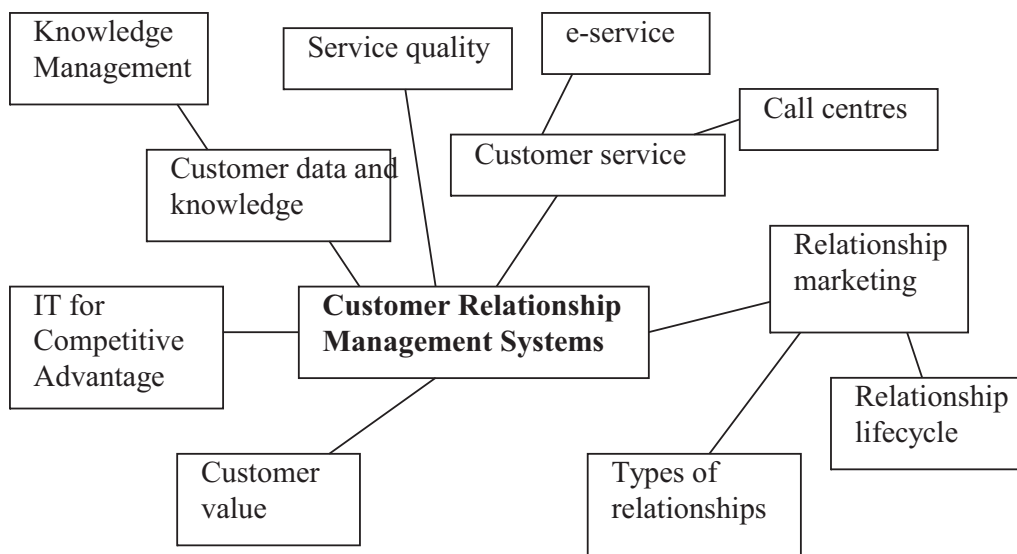 Knowledge
Management
Service quality
e-service
Call centres
Customer service
Customer data and
knowledge
Relationship
marketing
IT for
Competitive
Advantage
Customer Relationship
Management Systems
Relationship
lifecycle
Customer
value
Types of
relationships